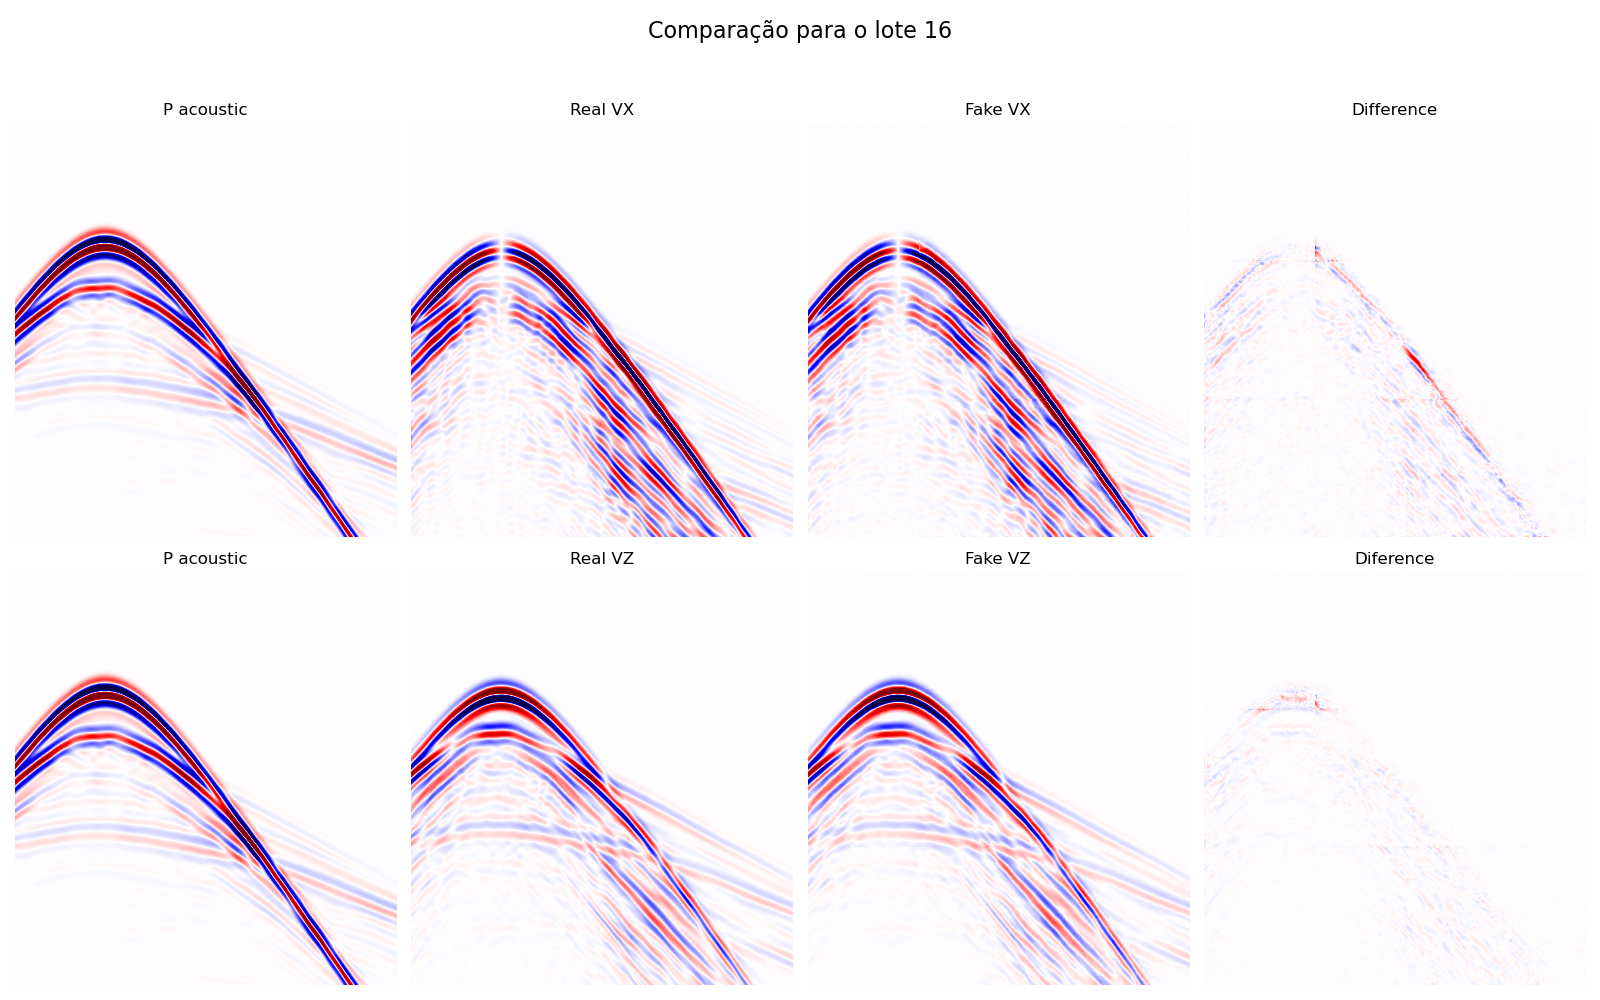 Comparação para o lote 16
P acoustic
Real VX
Fake VX
Difference
P acoustic
Real VZ
Fake VZ
Diference